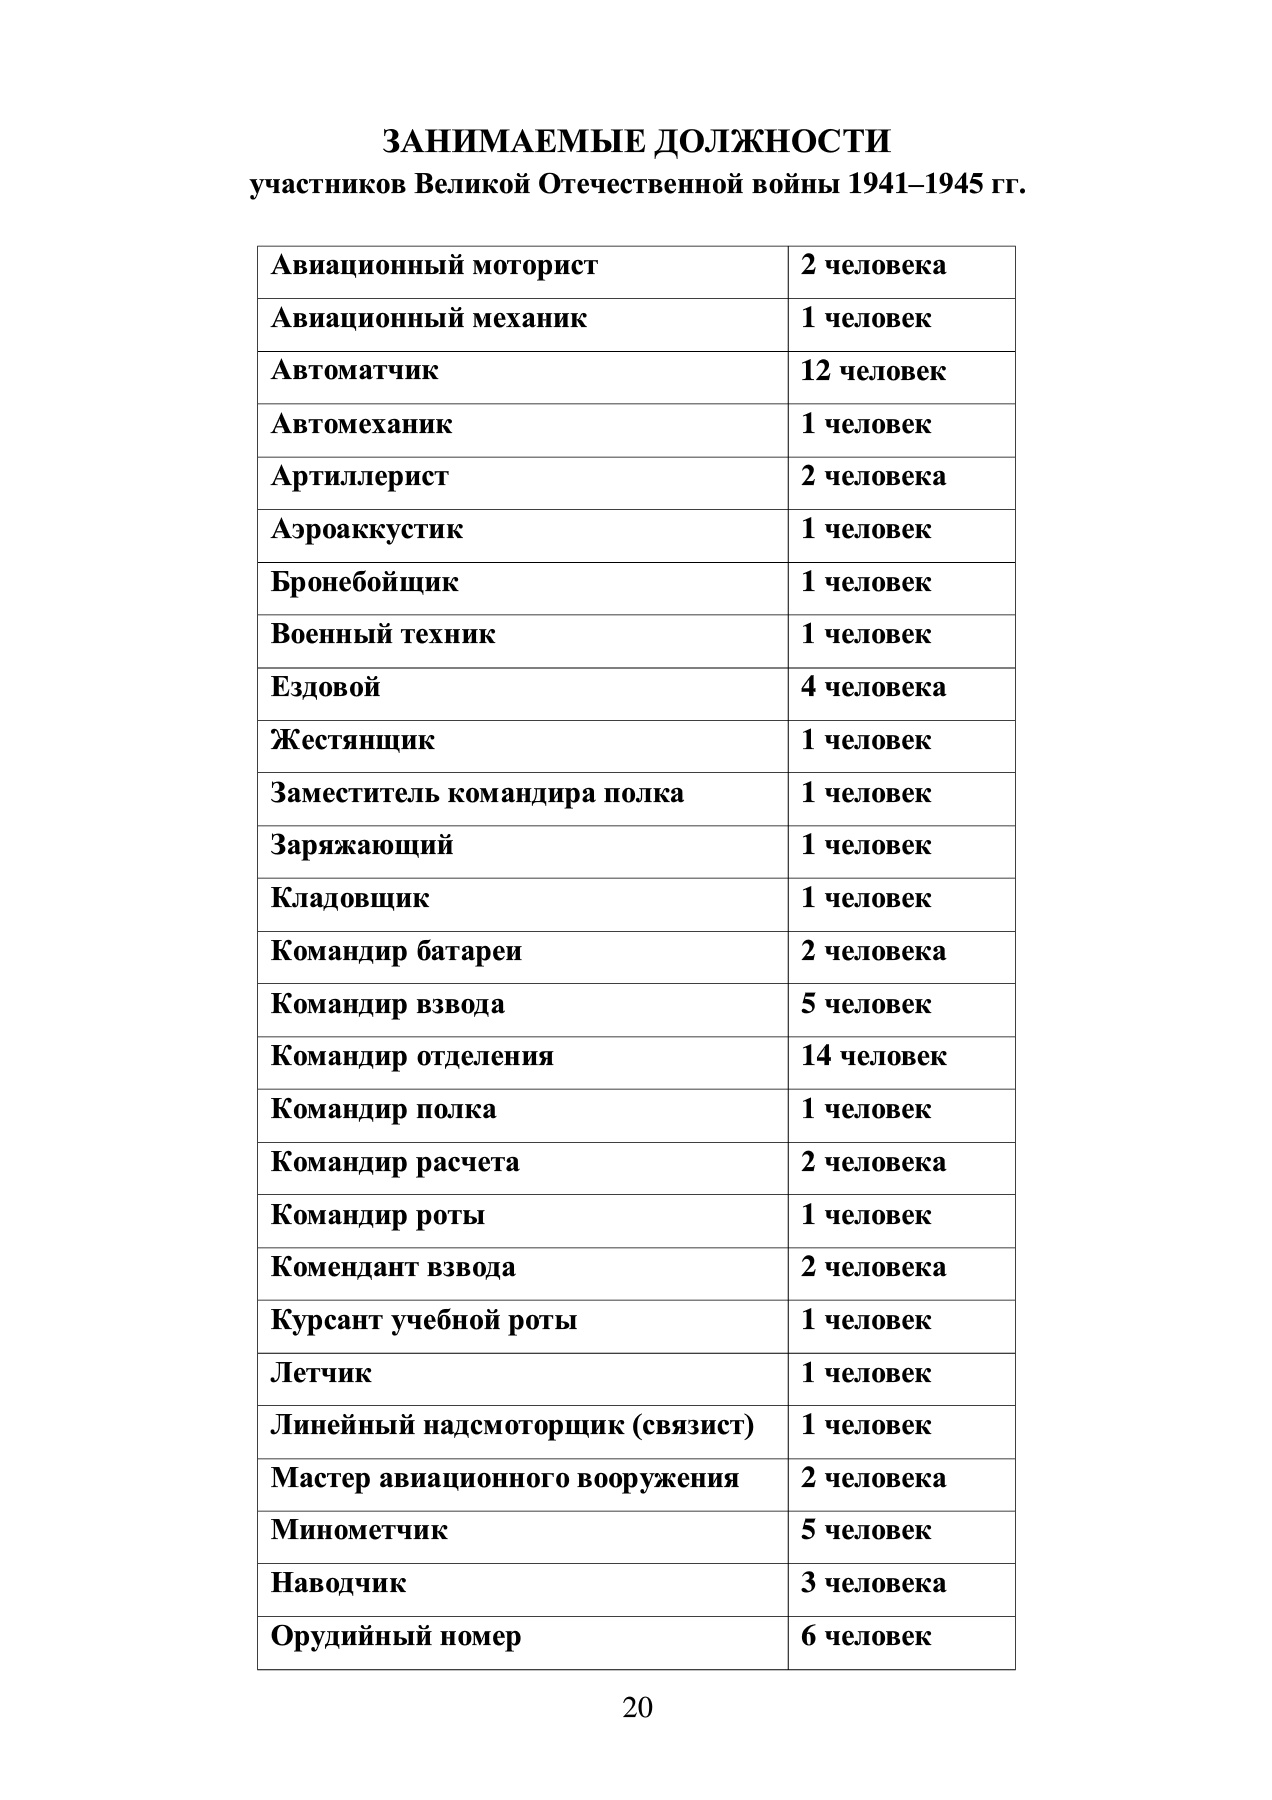 ЗАНИМАЕМЫЕ ДОЛЖНОСТИ
участников Великой Отечественной войны 1941–1945 гг.
Авиационный моторист 2 человека
Авиационный механик 1 человек
Автоматчик 12 человек
Автомеханик 1 человек
Артиллерист 2 человека
Аэроаккустик 1 человек
Бронебойщик 1 человек
Военный техник 1 человек
Ездовой 4 человека
Жестянщик 1 человек
Заместитель командира полка 1 человек
Заряжающий 1 человек
Кладовщик 1 человек
Командир батареи 2 человека
Командир взвода 5 человек
Командир отделения 14 человек
Командир полка 1 человек
Командир расчета 2 человека
Командир роты 1 человек
Комендант взвода 2 человека
Курсант учебной роты 1 человек
Летчик 1 человек
Линейный надсмоторщик (связист) 1 человек
Мастер авиационного вооружения 2 человека
Минометчик 5 человек
Наводчик 3 человека
Орудийный номер 6 человек
20